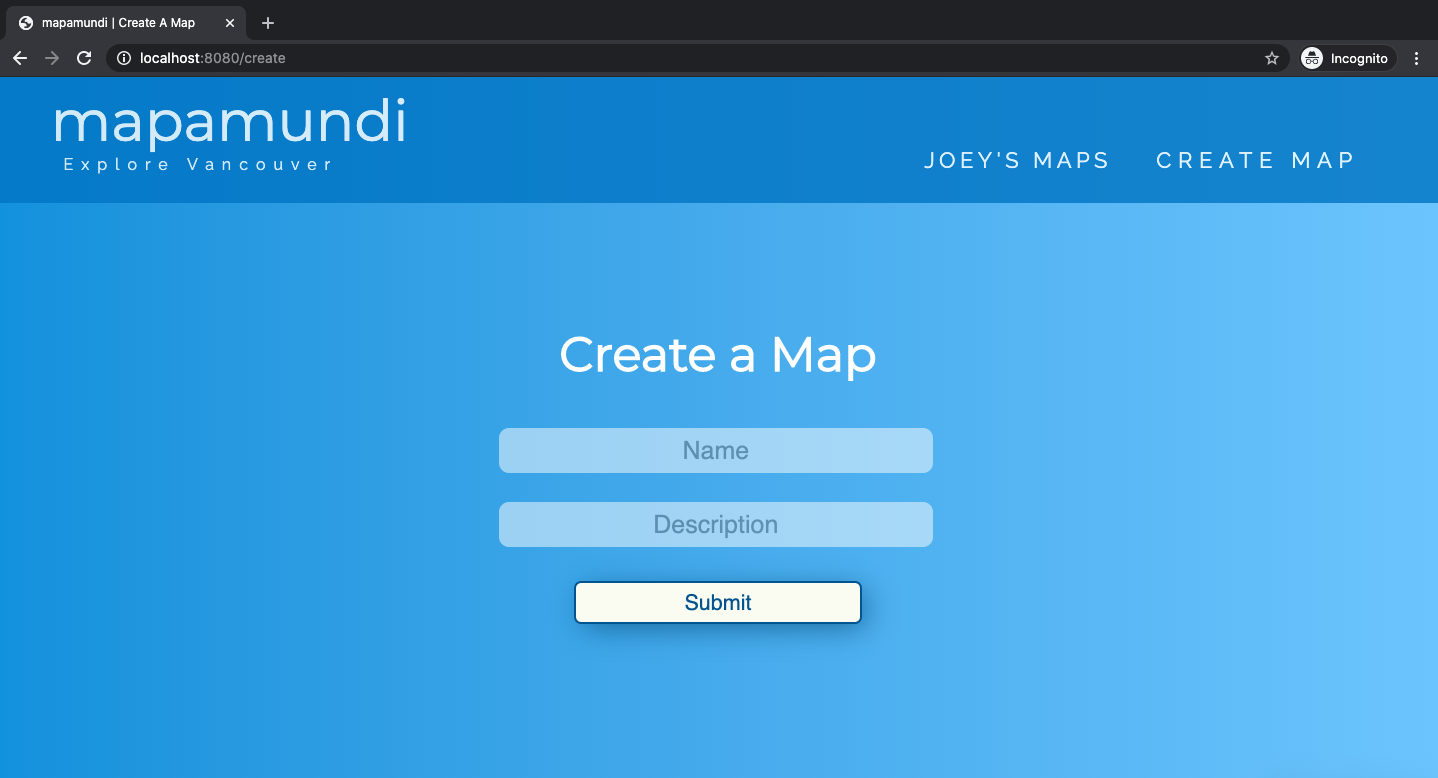 mapamundi | Create A Map
localhost:8080/create
Incognito
mapamundi
Explore Vancouver
JOEY'S MAPS
CREATE MAP
Create a Map
Name
Description
Submit